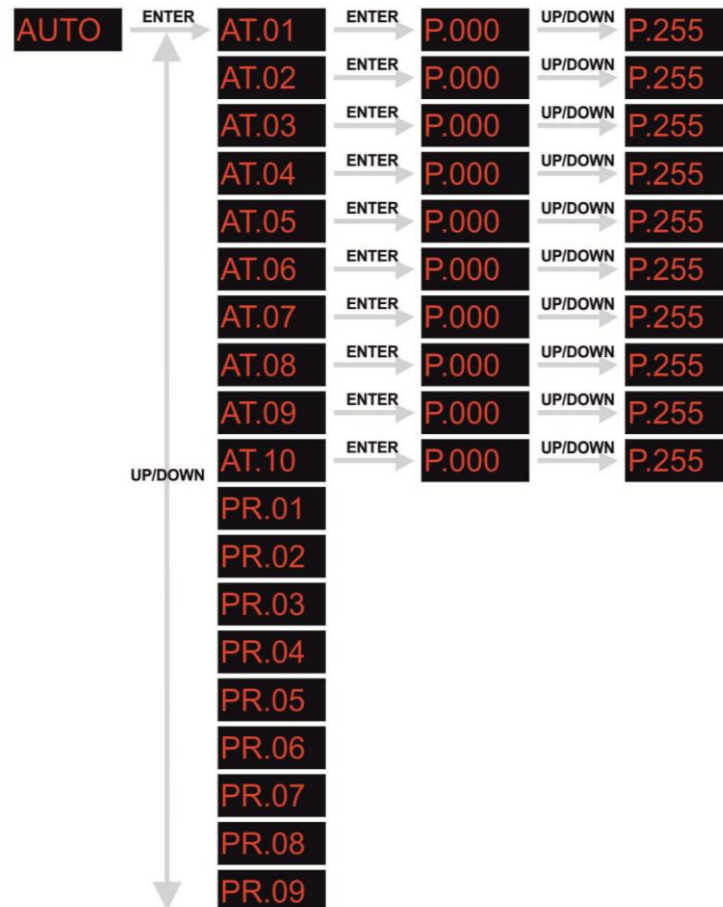 AUTO ENTER AT.01 ENTER P.000 UP/DOWN P.255
AT.02 ENTER P.000 UP/DOWN P.255
AT.03 ENTER P.000 UP/DOWN P.255
AT.04 ENTER P.000 UP/DOWN P.255
AT.05 ENTER P.000 UP/DOWN P.255
AT.06 ENTER P.000 UP/DOWN P.255
AT.07 ENTER P.000 UP/DOWN P.255
AT.08 ENTER P.000 UP/DOWN P.255
AT.09 ENTER P.000 UP/DOWN P.255
UP/DOWN AT.10 ENTER P.000 UP/DOWN P.255
PR.01
PR.02
PR.03
PR.04
PR.05
PR.06
PR.07
PR.08
PR.09